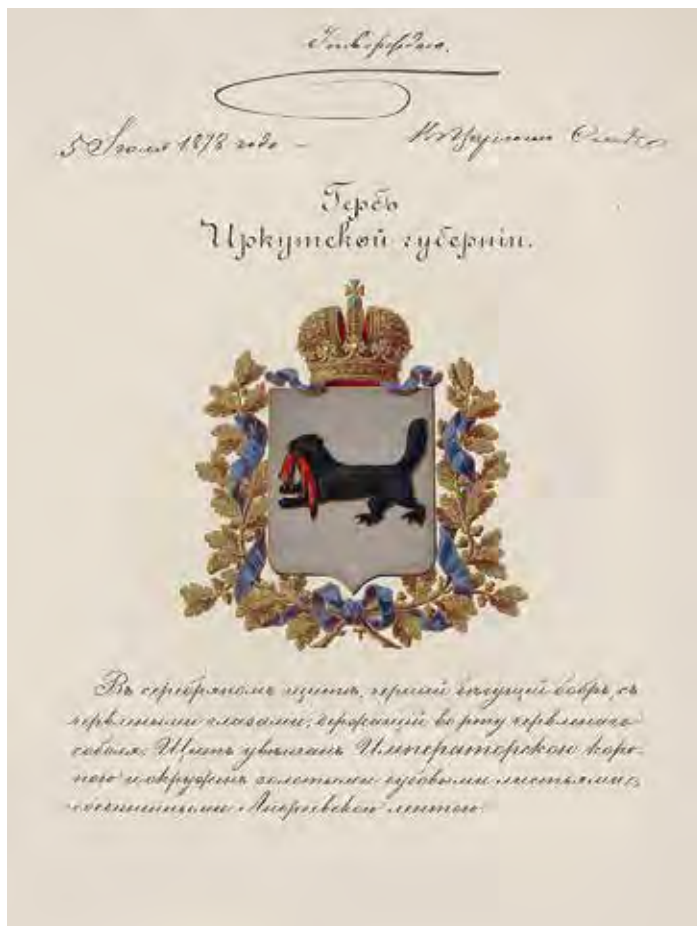 Утверждаю.
5 Июля 1878 года —
Гербъ
Иркутской губерніи.
Въ серебряномъ щитѣ, черный бѣгущій бобръ, съ
червлеными глазами, держащій во рту червленаго
соболя. Щитъ увѣнчанъ Императорскою коро-
ною и окруженъ золотыми дубовыми листьями,
соединенными Андреевскою лентою.